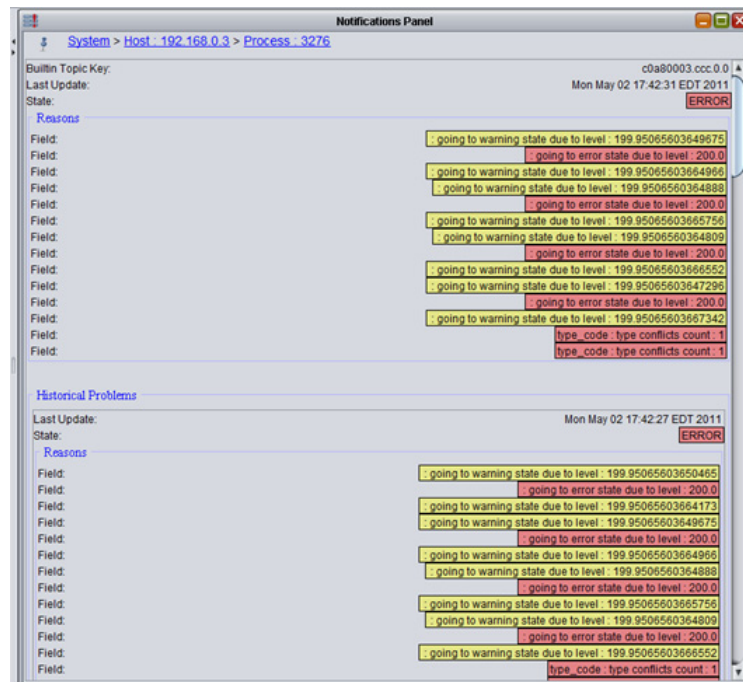 Notifications Panel
System > Host : 192.168.0.3 > Process : 3276
Builtin Topic Key: c0a80003.ccc.0.0
Last Update: Mon May 02 17:42:31 EDT 2011
State: ERROR
Reasons
Field: : going to warning state due to level : 199.95065603649675
Field: : going to error state due to level : 200.0
Field: : going to warning state due to level : 199.95065603664966
Field: : going to warning state due to level : 199.9506560364888
Field: : going to error state due to level : 200.0
Field: : going to warning state due to level : 199.95065603665756
Field: : going to warning state due to level : 199.9506560364809
Field: : going to error state due to level : 200.0
Field: : going to warning state due to level : 199.95065603666552
Field: : going to warning state due to level : 199.95065603647296
Field: : going to error state due to level : 200.0
Field: : going to warning state due to level : 199.95065603667342
Field: type_code : type conflicts count : 1
Field: type_code : type conflicts count : 1
Historical Problems
Last Update: Mon May 02 17:42:27 EDT 2011
State: ERROR
Reasons
Field: : going to warning state due to level : 199.95065603650465
Field: : going to error state due to level : 200.0
Field: : going to warning state due to level : 199.95065603664173
Field: : going to warning state due to level : 199.95065603649675
Field: : going to error state due to level : 200.0
Field: : going to warning state due to level : 199.95065603664966
Field: : going to warning state due to level : 199.9506560364888
Field: : going to error state due to level : 200.0
Field: : going to warning state due to level : 199.95065603665756
Field: : going to warning state due to level : 199.9506560364809
Field: : going to error state due to level : 200.0
Field: : going to warning state due to level : 199.95065603666552
Field: type_code : type conflicts count : 1